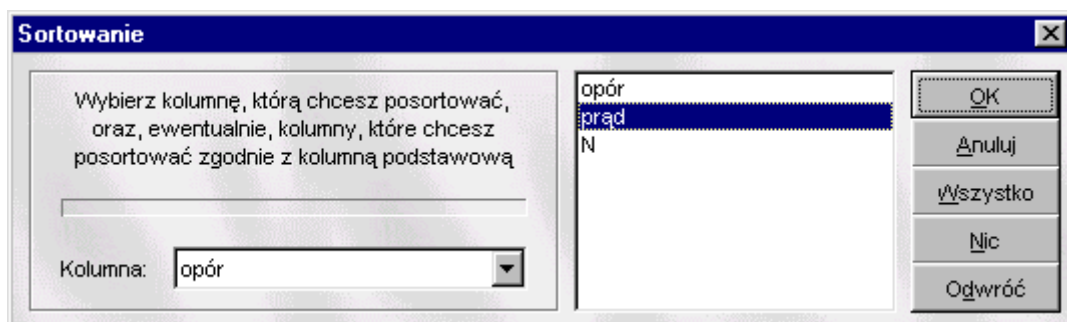 Sortowanie
Wybierz kolumnę, którą chcesz posortować,
oraz, ewentualnie, kolumny, które chcesz
posortować zgodnie z kolumną podstawową
Kolumna: opór
opór
prąd
N
OK
Anuluj
Wszystko
Nic
Odwróć